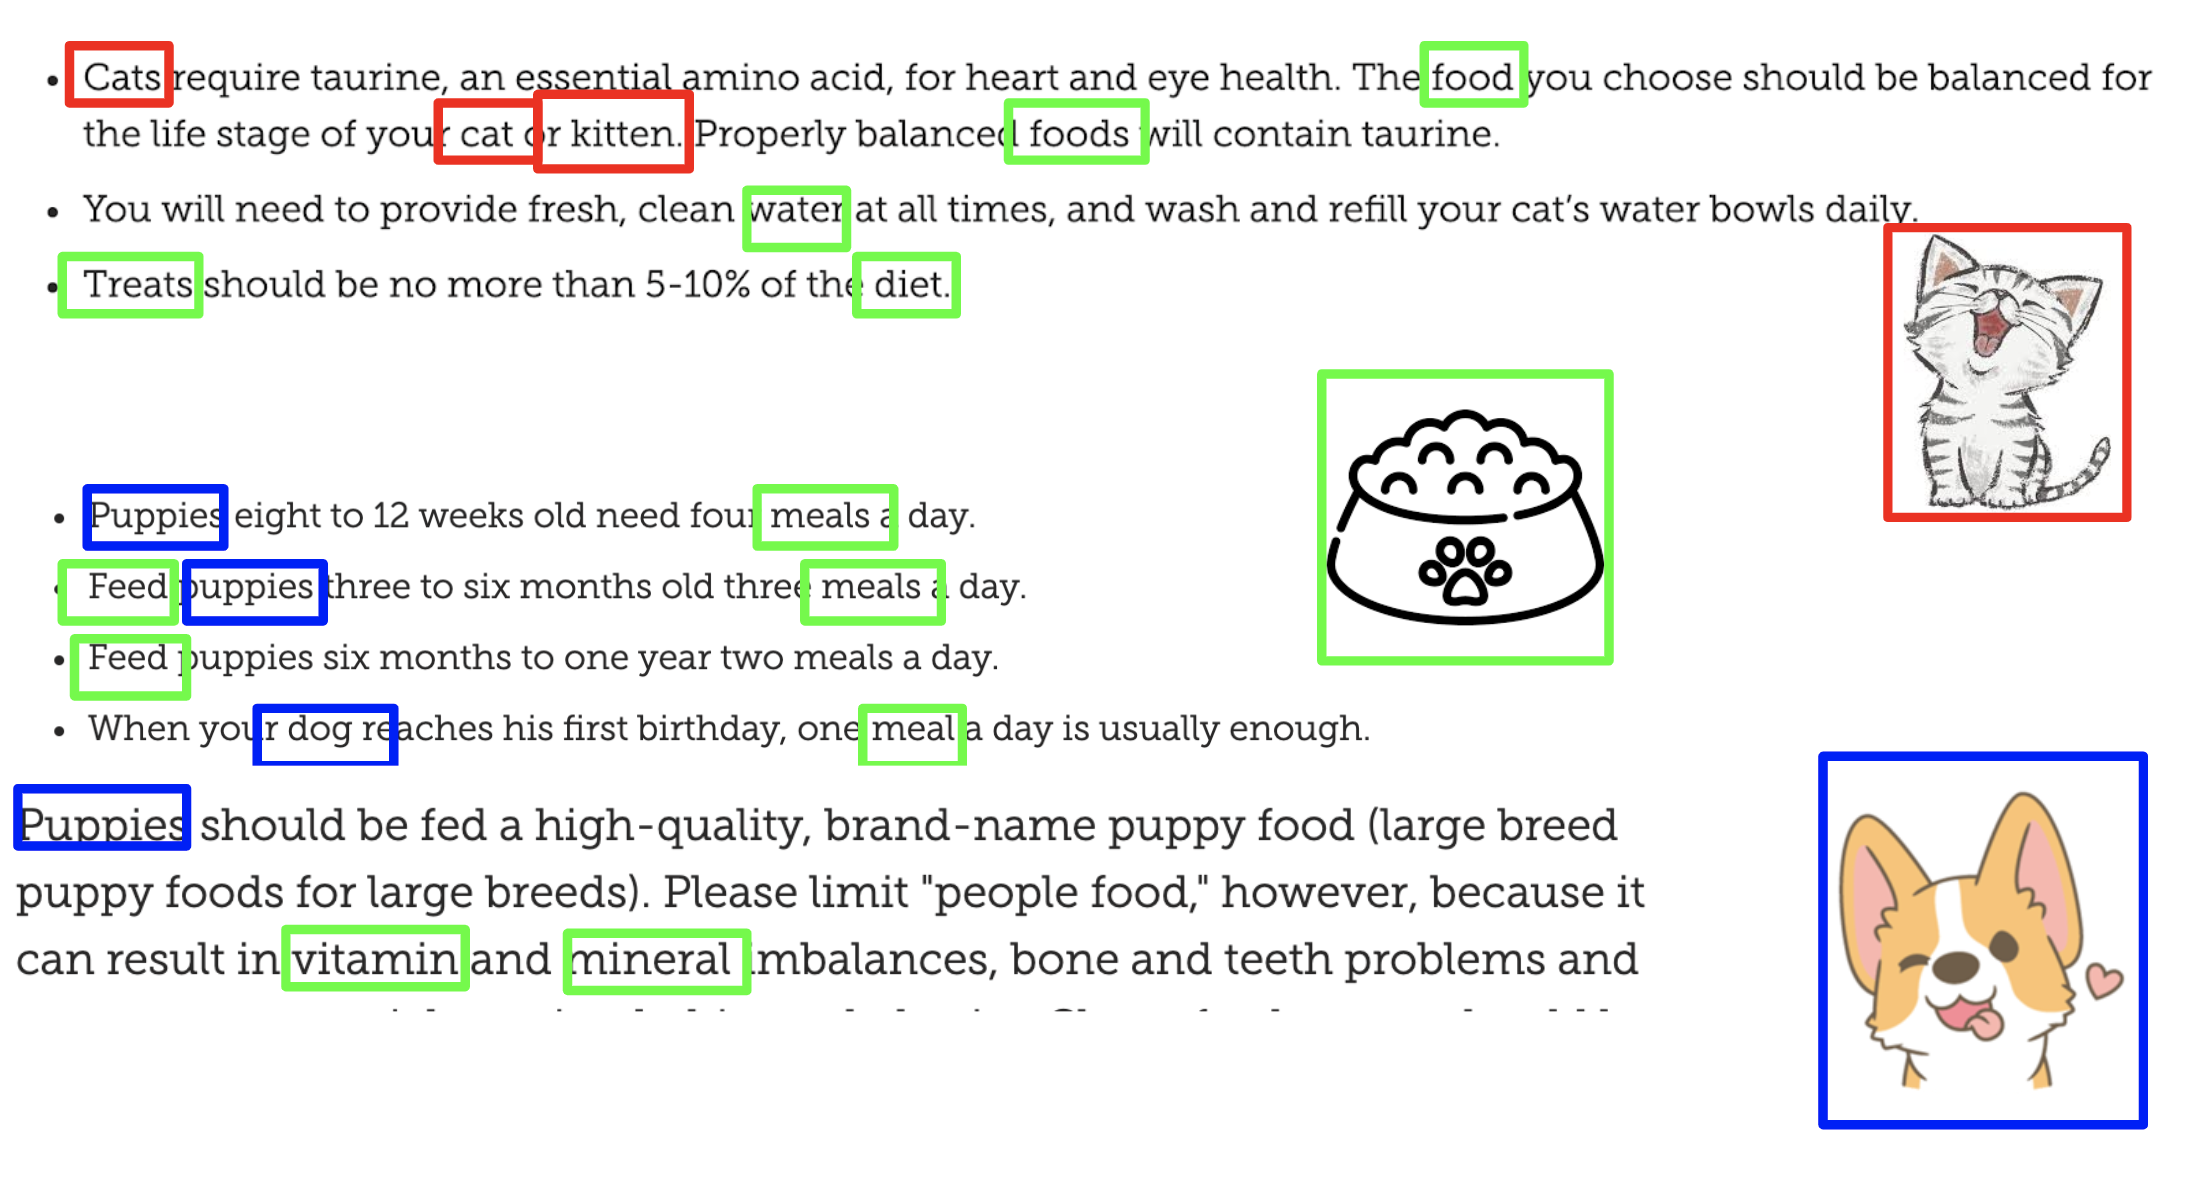 • Cats require taurine, an essential amino acid, for heart and eye health. The food you choose should be balanced for
the life stage of your cat or kitten. Properly balanced foods will contain taurine.
• You will need to provide fresh, clean water at all times, and wash and refill your cat's water bowls daily.
• Treats should be no more than 5-10% of the diet.
• Puppies eight to 12 weeks old need four meals a day.
• Feed puppies three to six months old three meals a day.
• Feed puppies six months to one year two meals a day.
• When your dog reaches his first birthday, one meal a day is usually enough.
Puppies should be fed a high-quality, brand-name puppy food (large breed
puppy foods for large breeds). Please limit "people food," however, because it
can result in vitamin and mineral imbalances, bone and teeth problems and